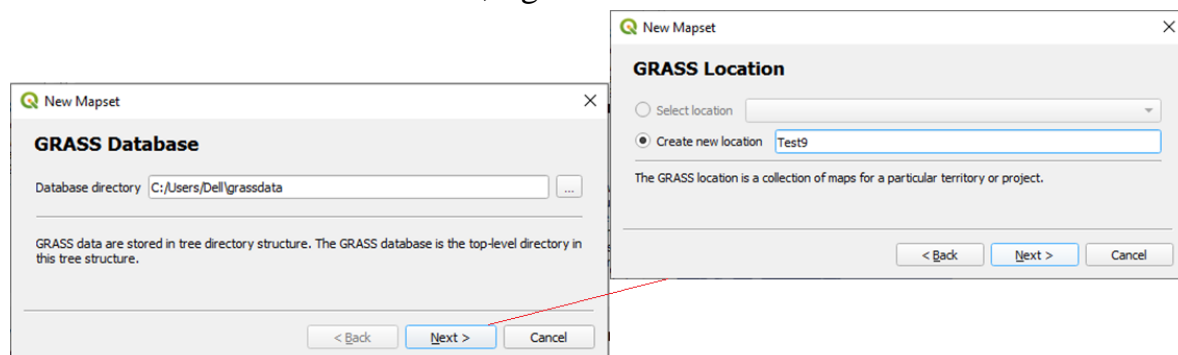 New Mapset
GRASS Database
Database directory C:/Users/Dell\grassdata ...
GRASS data are stored in tree directory structure. The GRASS database is the top-level directory in
this tree structure.
< Back Next > Cancel
New Mapset
GRASS Location
Select location
Create new location Test9
The GRASS location is a collection of maps for a particular territory or project.
< Back Next > Cancel